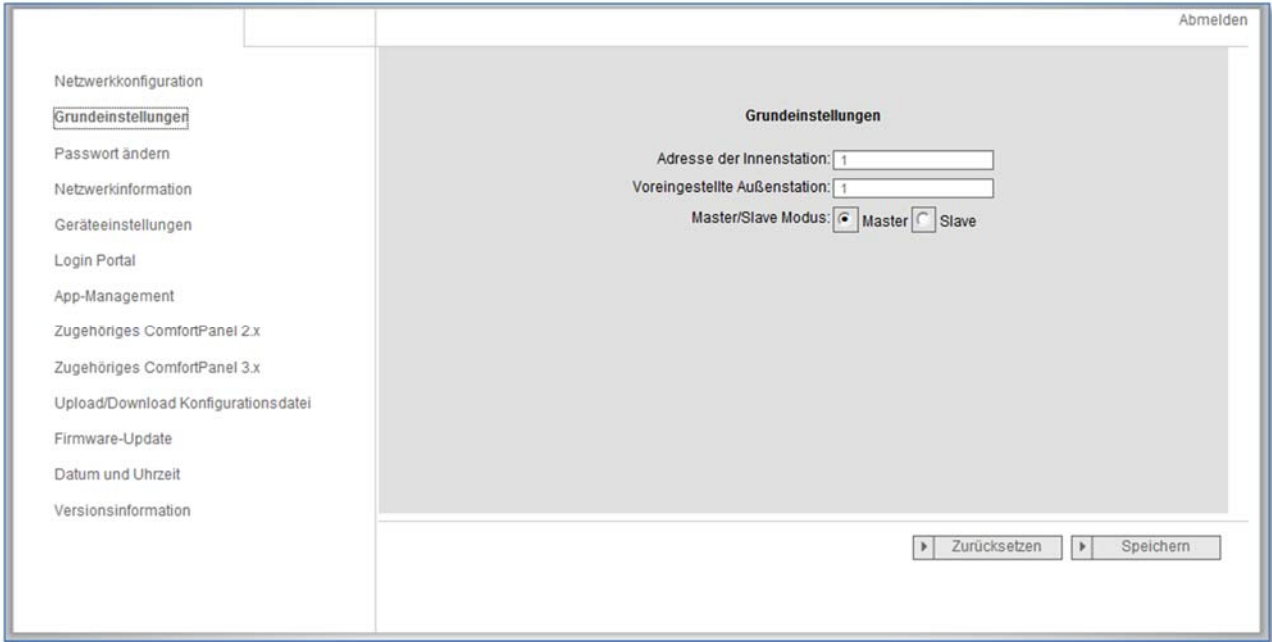 Abmelden
Netzwerkkonfiguration
Grundeinstellungen
Passwort ändern
Netzwerkinformation
Geräteeinstellungen
Login Portal
App-Management
Zugehöriges ComfortPanel 2.x
Zugehöriges ComfortPanel 3.x
Upload/Download Konfigurationsdatei
Firmware-Update
Datum und Uhrzeit
Versionsinformation
Grundeinstellungen
Adresse der Innenstation: 1
Voreingestellte Außenstation: 1
Master/Slave Modus: Master Slave
Zurücksetzen Speichern